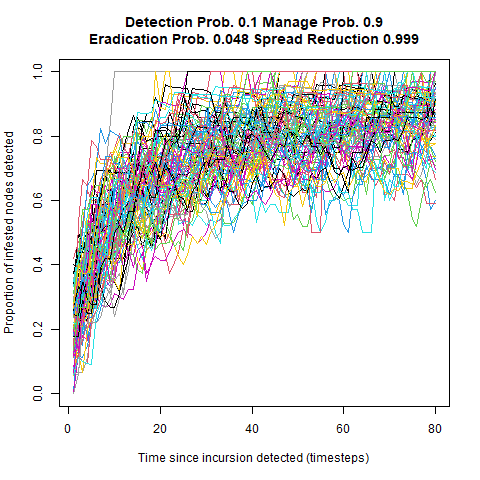 Detection Prob. 0.1 Manage Prob. 0.9
Eradication Prob. 0.048 Spread Reduction 0.999
Proportion of infested nodes detected
1.0
0.8
0.6
0.4
0.2
0.0
0 20 40 60 80
Time since incursion detected (timesteps)